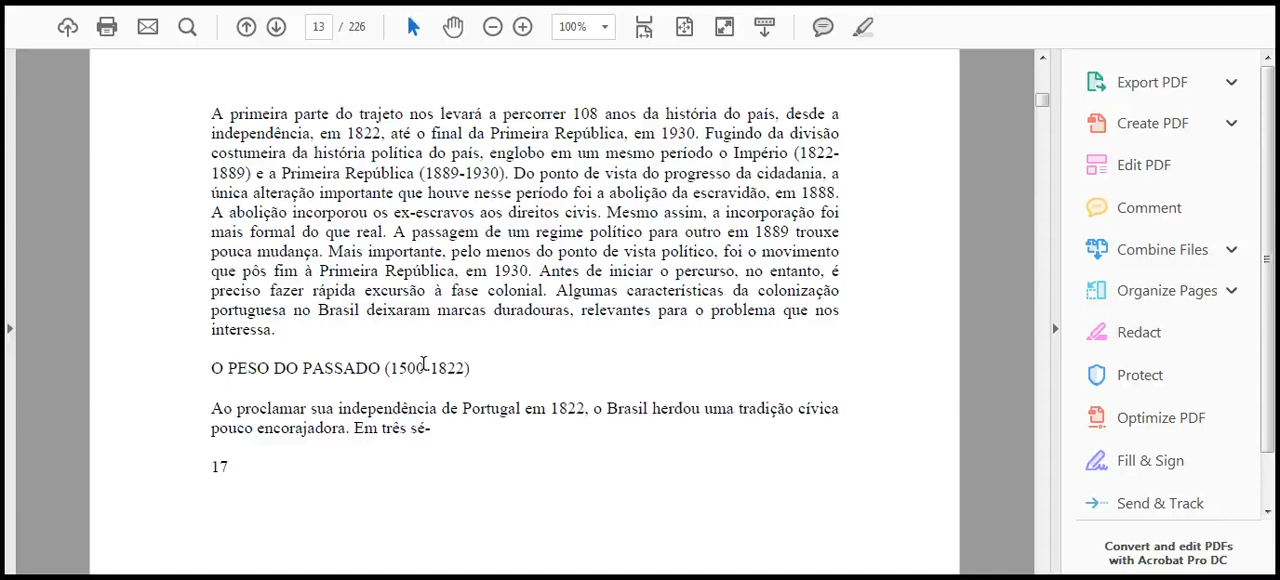 13 / 226
100%
A primeira parte do trajeto nos levará a percorrer 108 anos da história do país, desde a
independência, em 1822, até o final da Primeira República, em 1930. Fugindo da divisão
costumeira da história política do país, englobo em um mesmo período o Império (1822-
1889) e a Primeira República (1889-1930). Do ponto de vista do progresso da cidadania, a
única alteração importante que houve nesse período foi a abolição da escravidão, em 1888.
A abolição incorporou os ex-escravos aos direitos civis. Mesmo assim, a incorporação foi
mais formal do que real. A passagem de um regime político para outro em 1889 trouxe
pouca mudança. Mais importante, pelo menos do ponto de vista político, foi o movimento
que pôs fim à Primeira República, em 1930. Antes de iniciar o percurso, no entanto, é
preciso fazer rápida excursão à fase colonial. Algumas características da colonização
portuguesa no Brasil deixaram marcas duradouras, relevantes para o problema que nos
interessa.
O PESO DO PASSADO (1500-1822)
Ao proclamar sua independência de Portugal em 1822, o Brasil herdou uma tradição cívica
pouco encorajadora. Em três sé-
17
Export PDF
Create PDF
Edit PDF
Comment
Combine Files
Organize Pages
Redact
Protect
Optimize PDF
Fill & Sign
Send & Track
Convert and edit PDFs
with Acrobat Pro DC